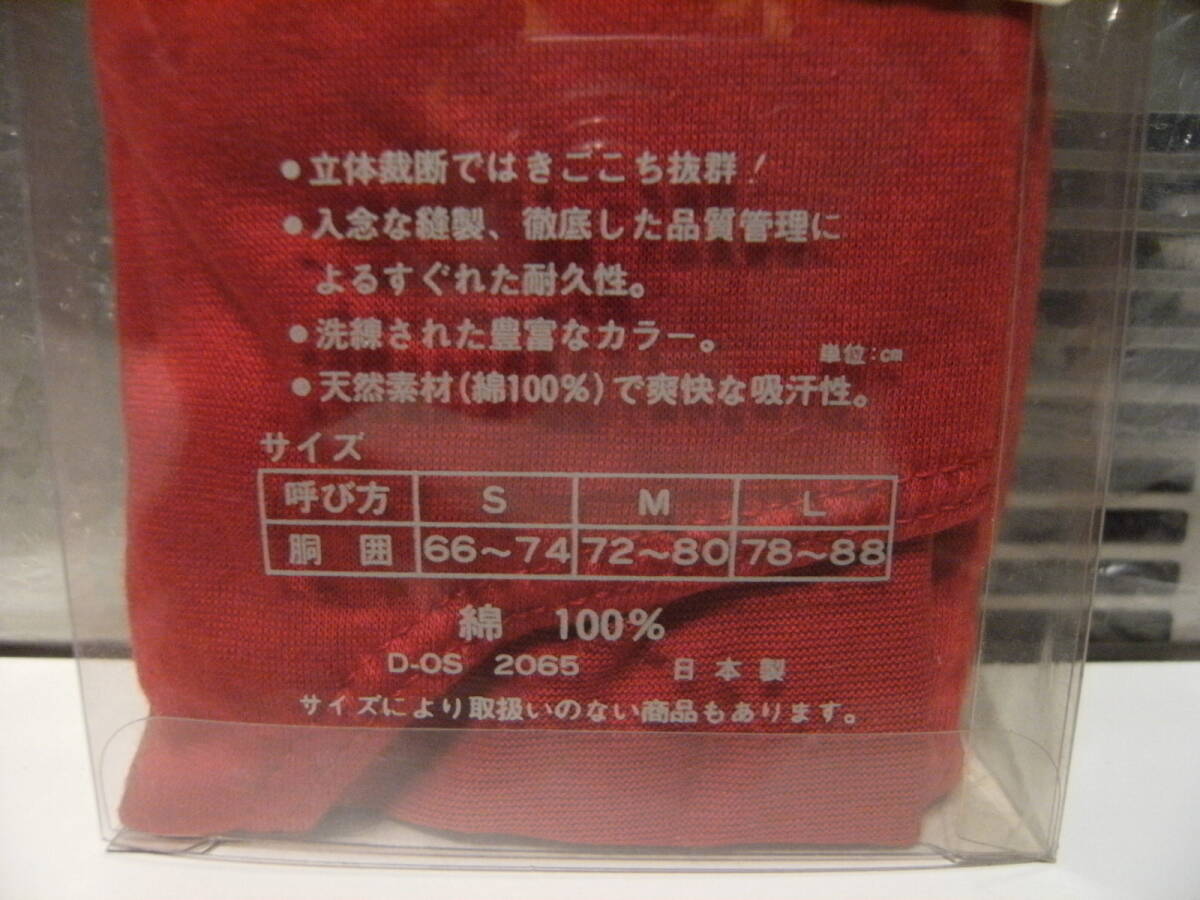 ●立体裁断ではきごこち抜群！
●入念な縫製、徹底した品質管理に
よるすぐれた耐久性。
●洗練された豊富なカラー。
単位:cm
●天然素材(綿100%)で爽快な吸汗性。
サイズ
呼び方 S M L
胴囲 66～74 72～80 78～88
綿 100%
D-OS 2065 日本製
サイズにより取扱いのない商品もあります。